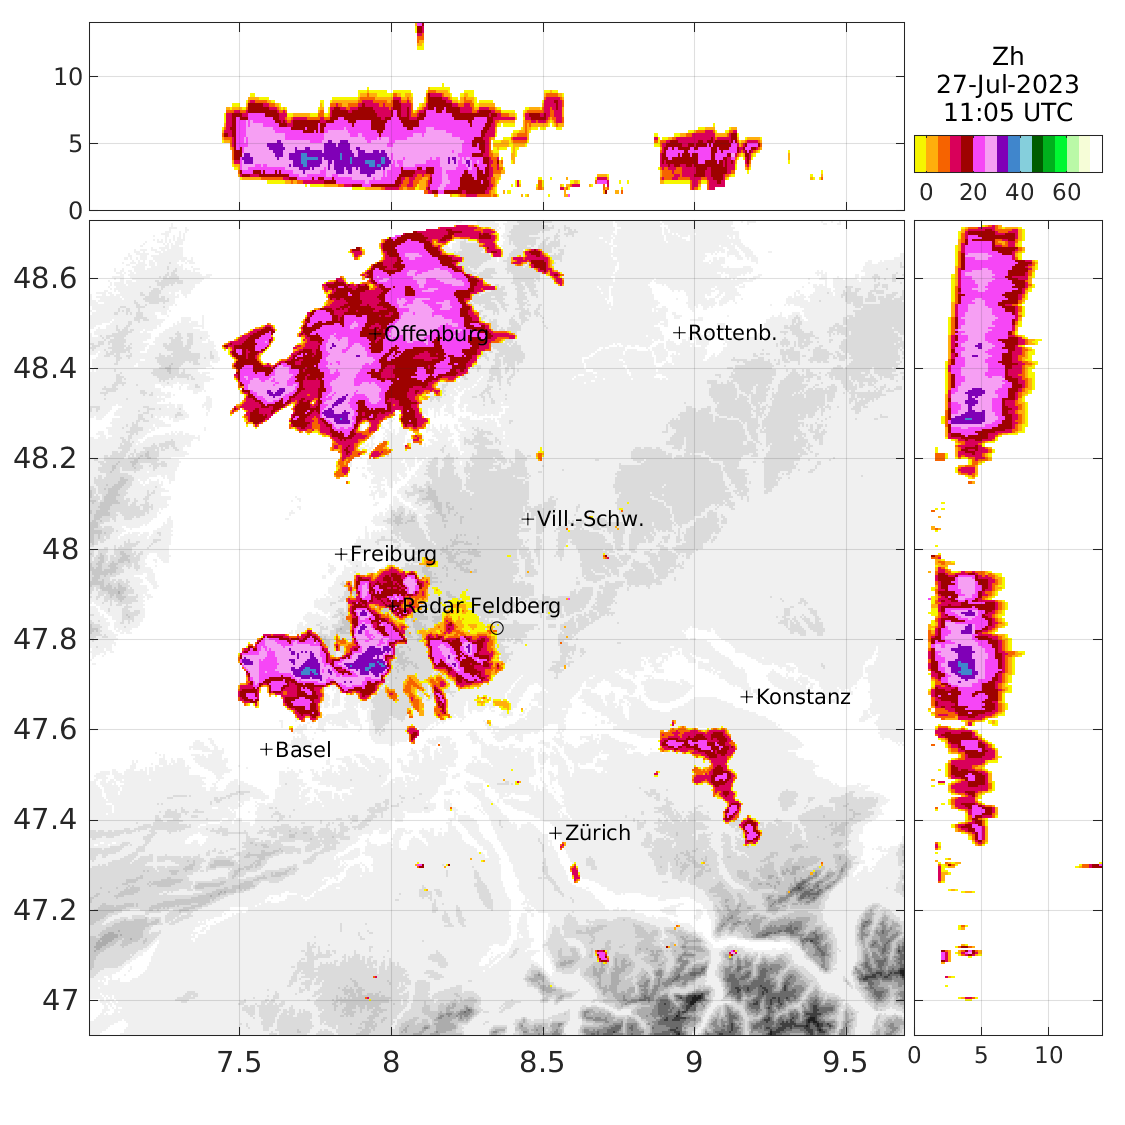 10
5
0
Zh
27-Jul-2023
11:05 UTC
0 20 40 60
48.6
48.4
48.2
48
47.8
47.6
47.4
47.2
47
Offenburg
Rottenb.
Vill.-Schw.
Freiburg
Radar Feldberg
Konstanz
Basel
Zürich
7.5 8 8.5 9 9.5
0 5 10